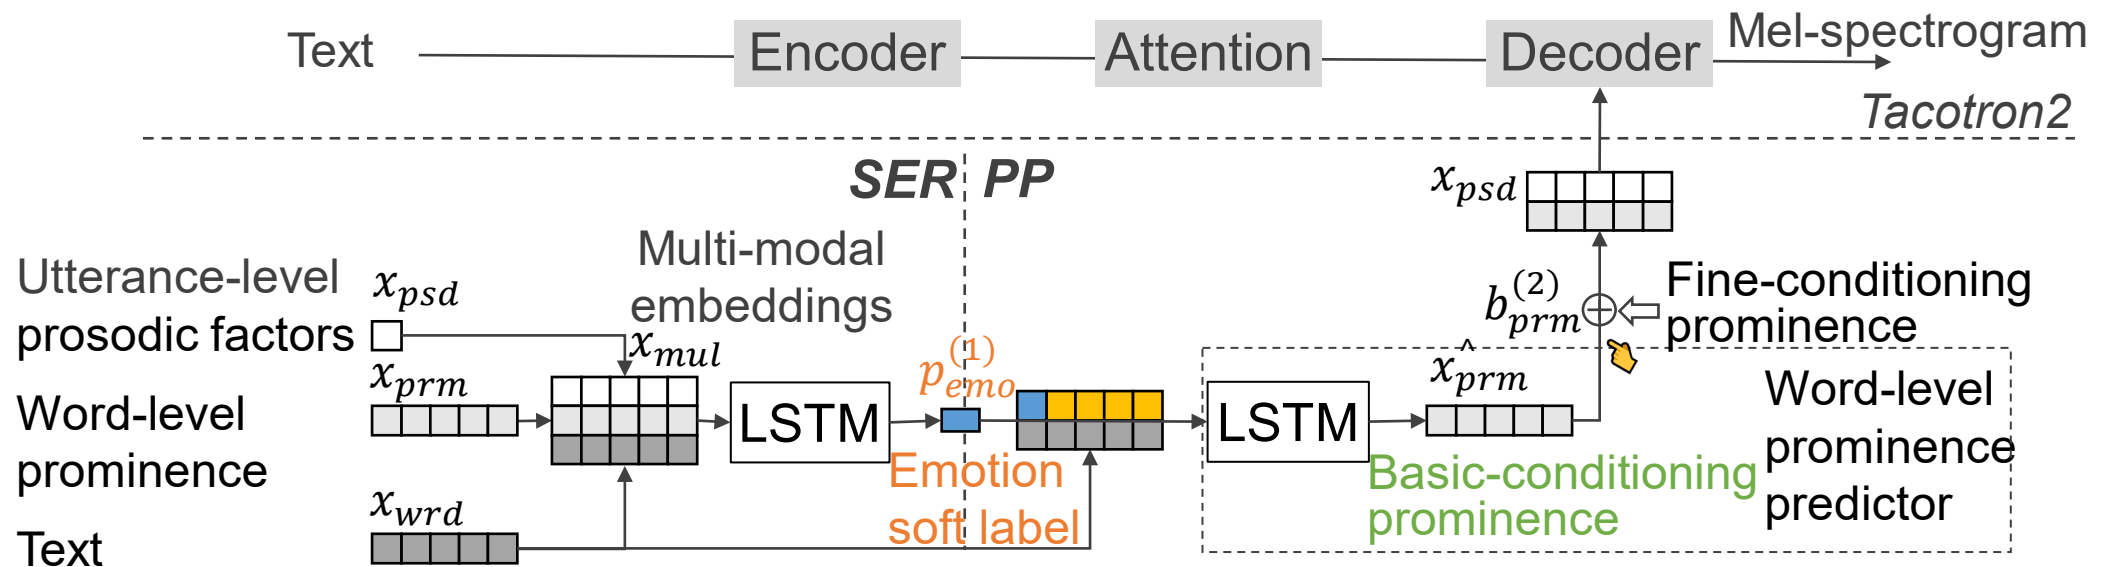 Text
Encoder
Attention
Decoder
Mel-spectrogram
Tacotron2
SER
PP
Utterance-level
prosodic factors
x_psd
Multi-modal
embeddings
x_mul
x_prm
Word-level
prominence
x_wrd
Text
LSTM
p_emo^(1)
Emotion
soft label
LSTM
x̂_prm
Basic-conditioning
prominence
Word-level
prominence
predictor
b_prm^(2)
Fine-conditioning
prominence
x_psd